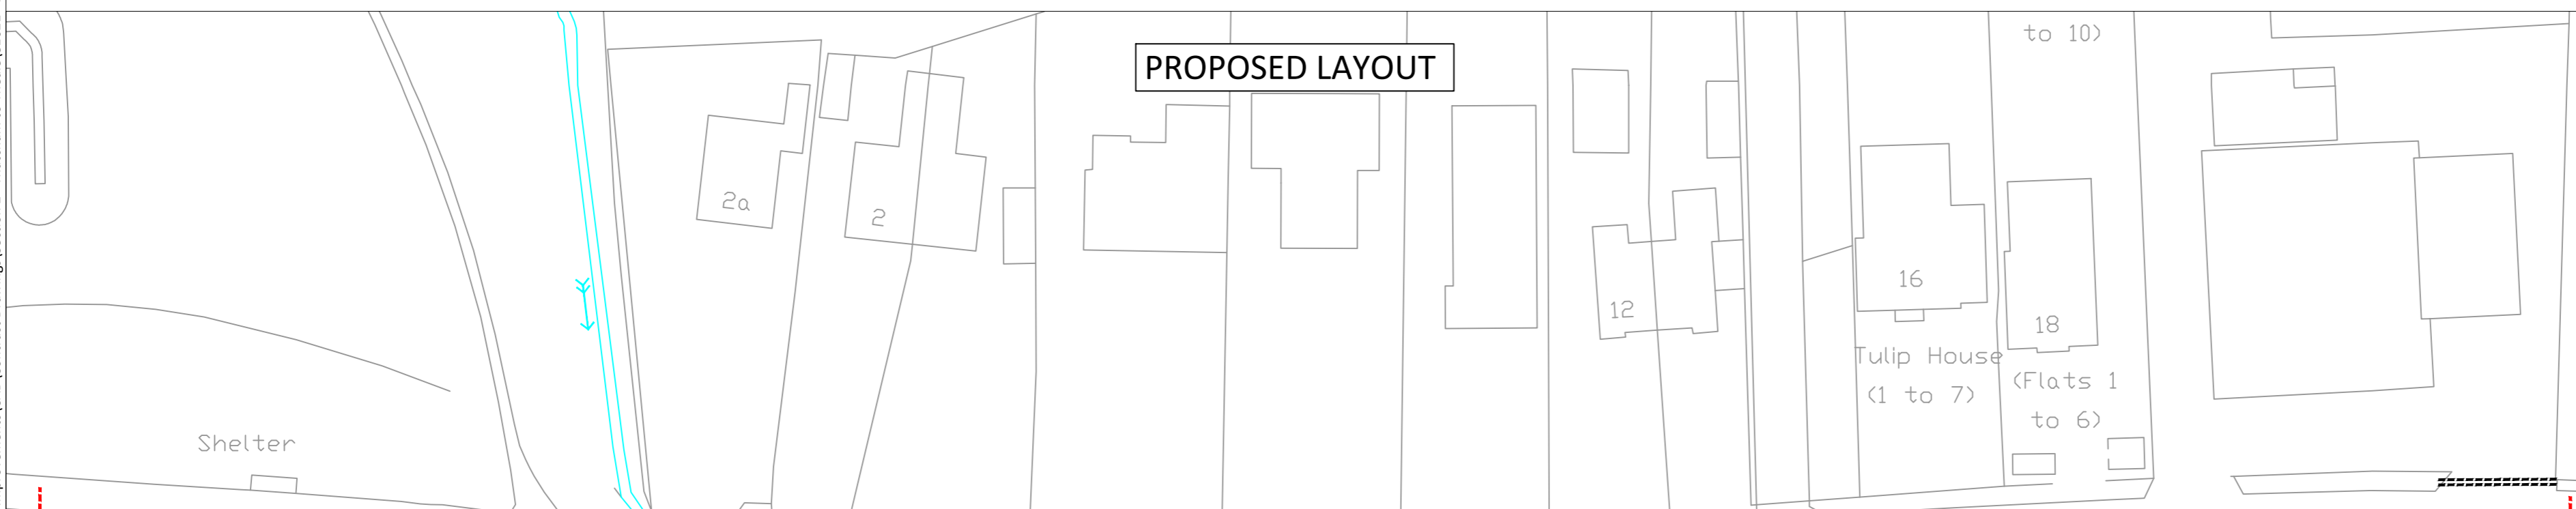 to 10)
PROPOSED LAYOUT
2a
2
16
12
18
Tulip House
(1 to 7)
(Flats 1
to 6)
Shelter